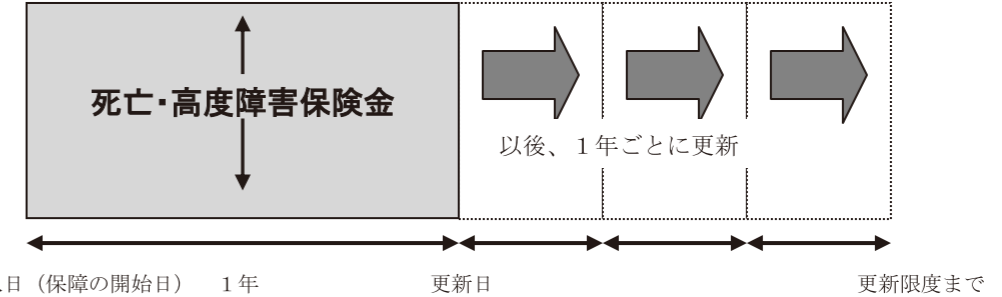 死亡・高度障害保険金
以後、１年ごとに更新
日（保障の開始日）　１年　更新日　更新限度まで